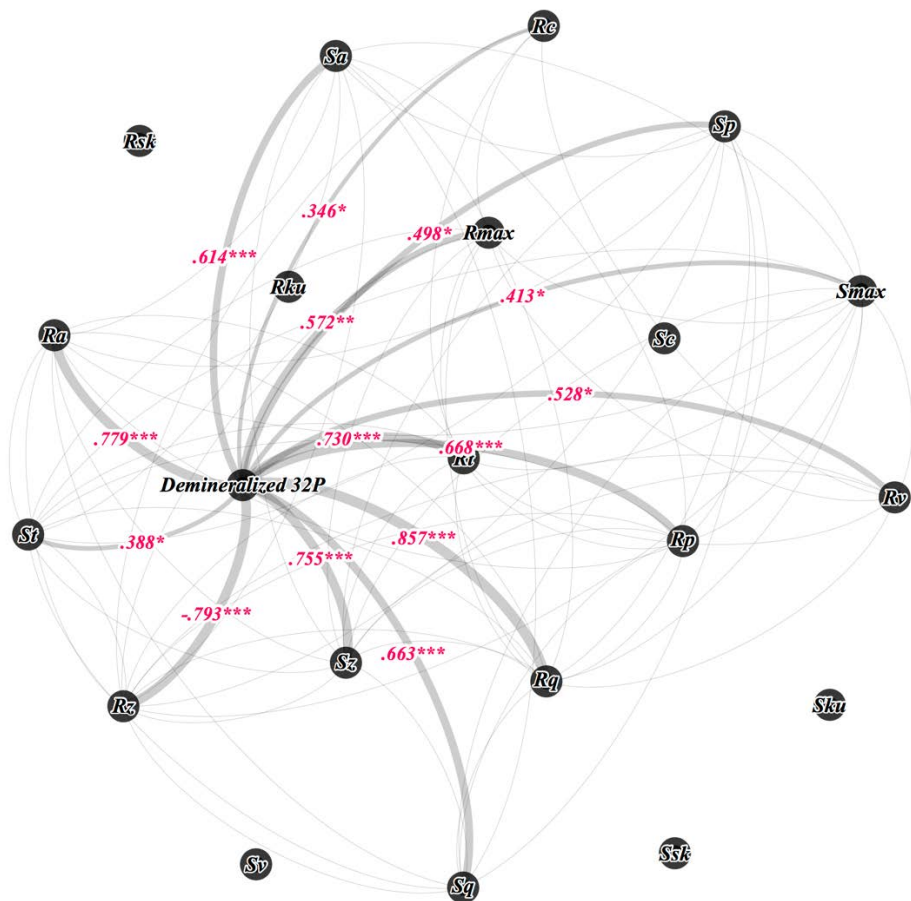 Rc
Sa
Sp
Rsk
.346*
.498*
Rmax
.614***
Rku
.413*
Smax
.572**
Ra
Sc
.528*
.779***
.730***
.668***
Rt
Demineralized 32P
Rv
St
.388*
.857***
Rp
.755***
-.793***
.663***
Sz
Rq
Rz
Sku
Ssk
Sv
Sq